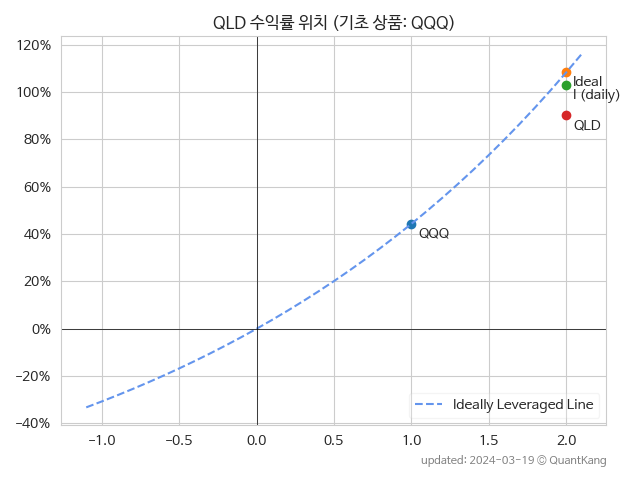 QLD 수익률 위치 (기초 상품: QQQ)
120%
100%
80%
60%
40%
20%
0%
−20%
−40%
Ideal
I (daily)
QLD
QQQ
Ideally Leveraged Line
−1.0
−0.5
0.0
0.5
1.0
1.5
2.0
updated: 2024-03-19 © QuantKang